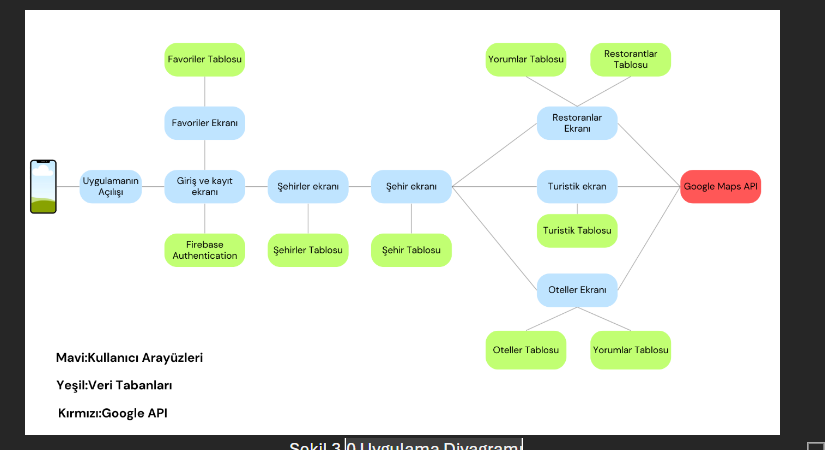 Favoriler Tablosu
Yorumlar Tablosu
Restorantlar
Tablosu
Favoriler Ekranı
Restoranlar
Ekranı
Uygulamanın
Açılışı
Giriş ve kayıt
ekranı
Şehirler ekranı
Şehir ekranı
Turistik ekran
Google Maps API
Turistik Tablosu
Firebase
Authentication
Şehirler Tablosu
Şehir Tablosu
Oteller Ekranı
Oteller Tablosu
Yorumlar Tablosu
Mavi:Kullanıcı Arayüzleri
Yeşil:Veri Tabanları
Kırmızı:Google API
Şekil 3.0 Uygulama Diyagramı